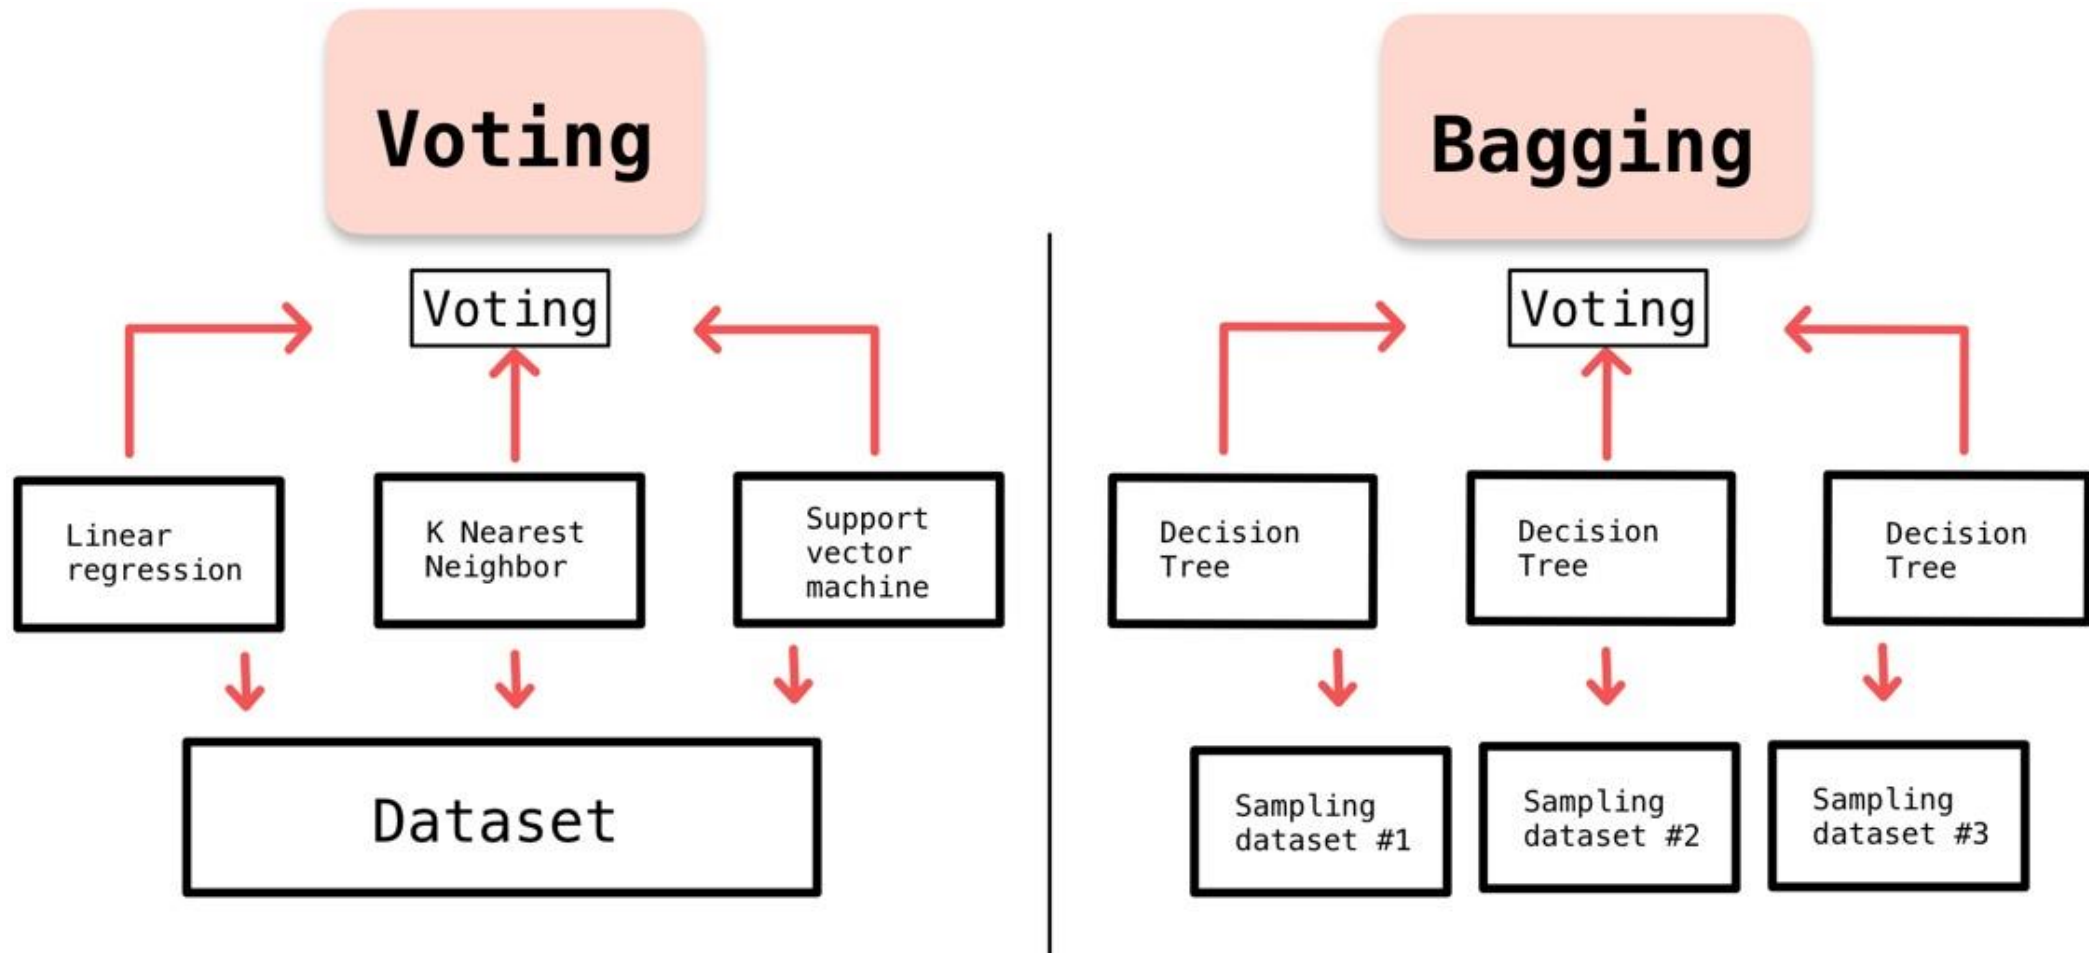 Voting
Voting
Linear
regression
K Nearest
Neighbor
Support
vector
machine
Dataset
Bagging
Voting
Decision
Tree
Decision
Tree
Decision
Tree
Sampling
dataset #1
Sampling
dataset #2
Sampling
dataset #3